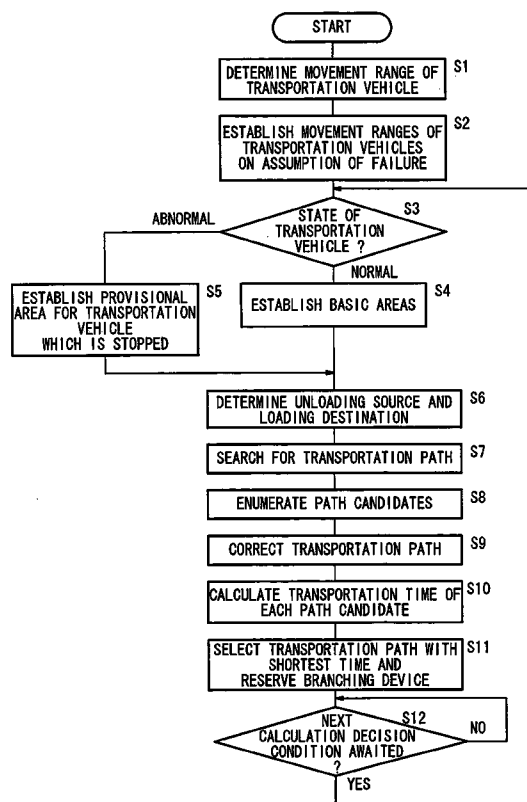 START
S1
DETERMINE MOVEMENT RANGE OF
TRANSPORTATION VEHICLE
S2
ESTABLISH MOVEMENT RANGES OF
TRANSPORTATION VEHICLES
ON ASSUMPTION OF FAILURE
S3
STATE OF
TRANSPORTATION
VEHICLE ?
ABNORMAL
NORMAL
S5
ESTABLISH PROVISIONAL
AREA FOR TRANSPORTATION
VEHICLE
WHICH IS STOPPED
S4
ESTABLISH BASIC AREAS
S6
DETERMINE UNLOADING SOURCE AND
LOADING DESTINATION
S7
SEARCH FOR TRANSPORTATION PATH
S8
ENUMERATE PATH CANDIDATES
S9
CORRECT TRANSPORTATION PATH
S10
CALCULATE TRANSPORTATION TIME OF
EACH PATH CANDIDATE
S11
SELECT TRANSPORTATION PATH WITH
SHORTEST TIME AND
RESERVE BRANCHING DEVICE
S12
NEXT
CALCULATION DECISION
CONDITION AWAITED
?
NO
YES